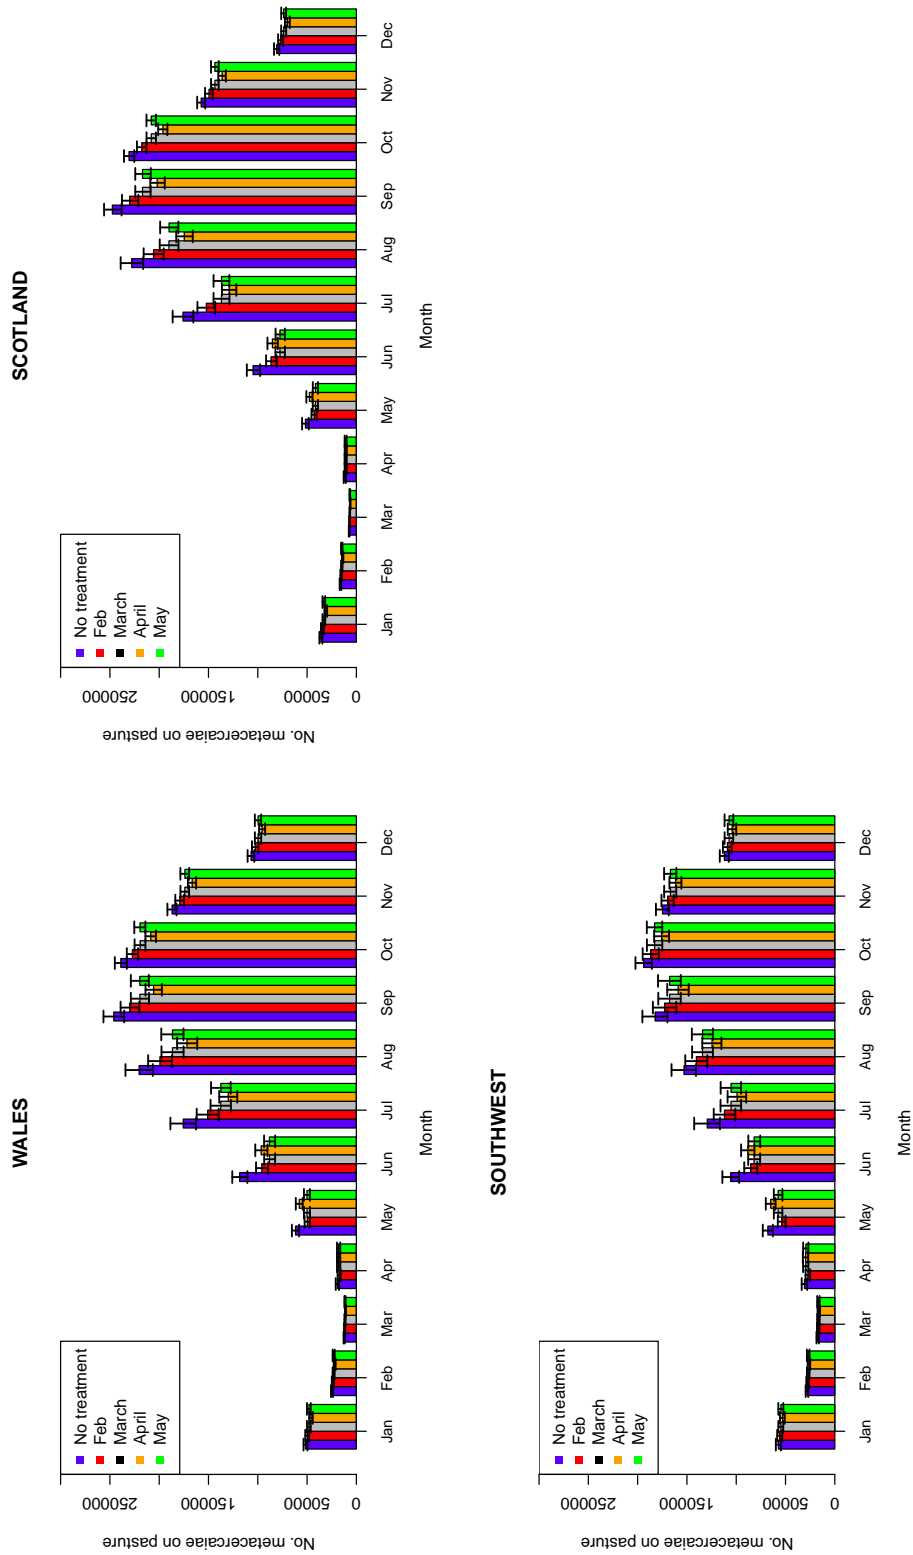 WALES
No. metacercaiae on pasture
0
50000
150000
250000
No treatment
Feb
March
April
May
Jan
Feb
Mar
Apr
May
Jun
Jul
Aug
Sep
Oct
Nov
Dec
Month
SCOTLAND
No. metacercaiae on pasture
0
50000
150000
250000
No treatment
Feb
March
April
May
Jan
Feb
Mar
Apr
May
Jun
Jul
Aug
Sep
Oct
Nov
Dec
Month
SOUTHWEST
No. metacercaiae on pasture
0
50000
150000
250000
No treatment
Feb
March
April
May
Jan
Feb
Mar
Apr
May
Jun
Jul
Aug
Sep
Oct
Nov
Dec
Month